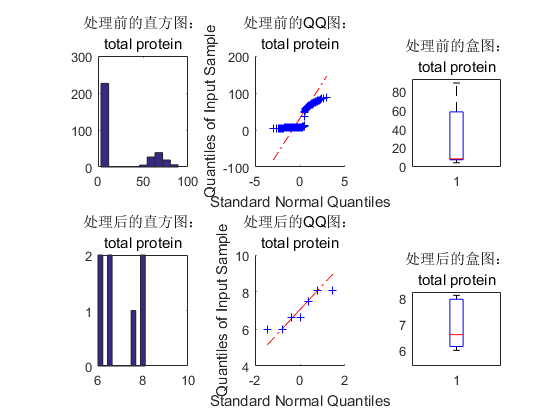 处理前的直方图：
total protein
300
200
100
0
0 50 100
处理前的QQ图：
total protein
Quantiles of Input Sample
200
100
0
-100
-5 0 5
Standard Normal Quantiles
处理前的盒图：
total protein
80
60
40
20
0
1
处理后的直方图：
total protein
2
1.5
1
0.5
0
6 8 10
处理后的QQ图：
total protein
Quantiles of Input Sample
10
8
6
4
-2 0 2
Standard Normal Quantiles
处理后的盒图：
total protein
8
7
6
1